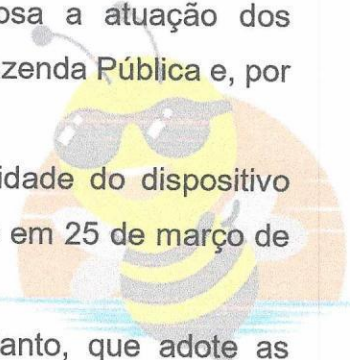 osa a atuação dos
zenda Pública e, por
idade do dispositivo
em 25 de março de
anto, que adote as